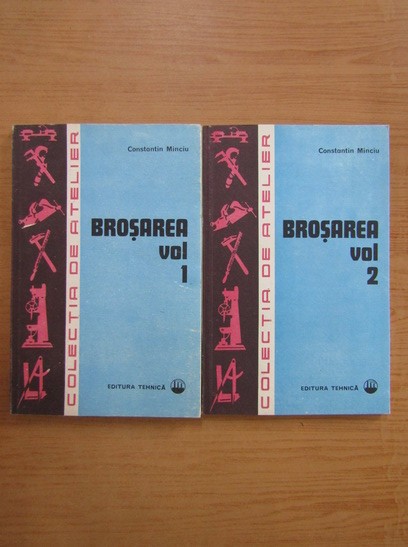 Constantin Minciu
BROȘAREA
vol
1
COLECȚIA DE ATELIER
EDITURA TEHNICĂ
Constantin Minciu
BROȘAREA
vol
2
COLECȚIA DE ATELIER
EDITURA TEHNICĂ